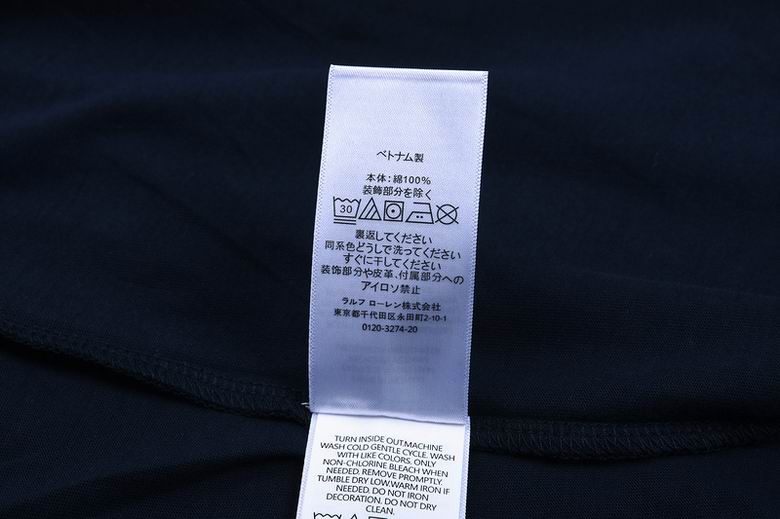 ベトナム製
本体：綿100%
装飾部分を除く
30
裏返してください
同系色どうしで洗ってください
すぐに干してください
装飾部分や皮革、付属部分への
アイロソ禁止
ラルフ ローレン株式会社
東京都千代田区永田町2-10-1
0120-3274-20
TURN INSIDE OUT.MACHINE
WASH COLD GENTLE CYCLE. WASH
WITH LIKE COLORS. ONLY
NON-CHLORINE BLEACH WHEN
NEEDED. REMOVE PROMPTLY.
TUMBLE DRY LOW.WARM IRON IF
NEEDED. DO NOT IRON
DECORATION. DO NOT DRY
CLEAN.